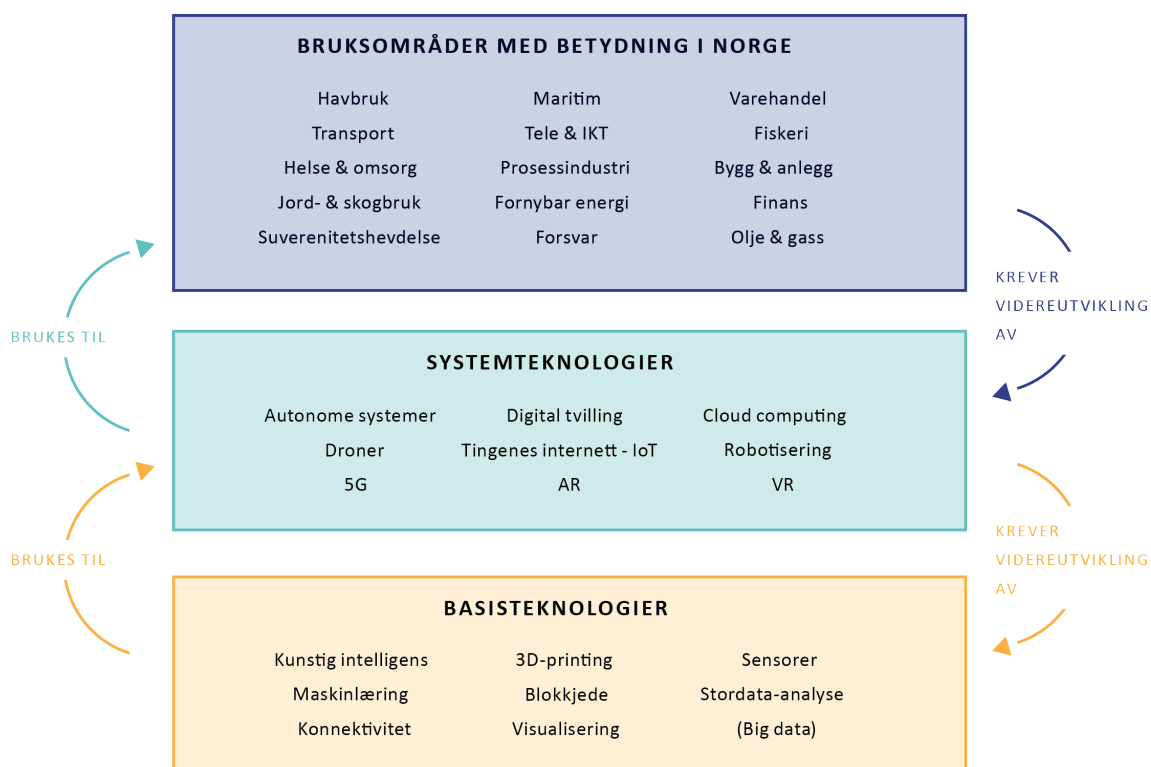 BRUKSOMRÅDER MED BETYDNING I NORGE
Havbruk Maritim Varehandel
Transport Tele & IKT Fiskeri
Helse & omsorg Prosessindustri Bygg & anlegg
Jord- & skogbruk Fornybar energi Finans
Suverenitetshevdelse Forsvar Olje & gass
BRUKES TIL
KREVER
VIDEREUTVIKLING
AV
SYSTEMTEKNOLOGIER
Autonome systemer Digital tvilling Cloud computing
Droner Tingenes internett - IoT Robotisering
5G AR VR
BRUKES TIL
KREVER
VIDEREUTVIKLING
AV
BASISTEKNOLOGIER
Kunstig intelligens 3D-printing Sensorer
Maskinlæring Blokkjede Stordata-analyse
Konnektivitet Visualisering (Big data)